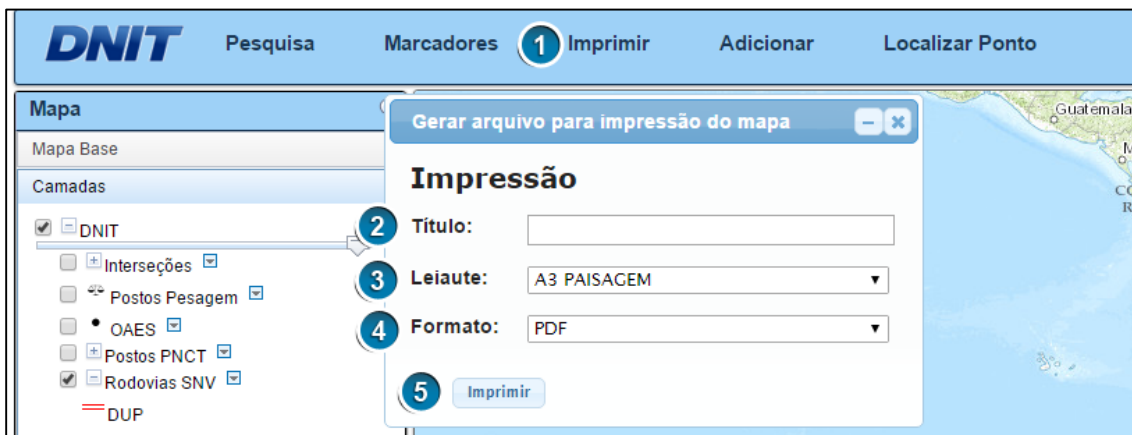 DNIT Pesquisa Marcadores 1 Imprimir Adicionar Localizar Ponto
Mapa
Mapa Base
Camadas
DNIT
Interseções
Postos Pesagem
OAES
Postos PNCT
Rodovias SNV
DUP
Gerar arquivo para impressão do mapa
Impressão
2 Título:
3 Leiaute: A3 PAISAGEM
4 Formato: PDF
5 Imprimir
Guatemala